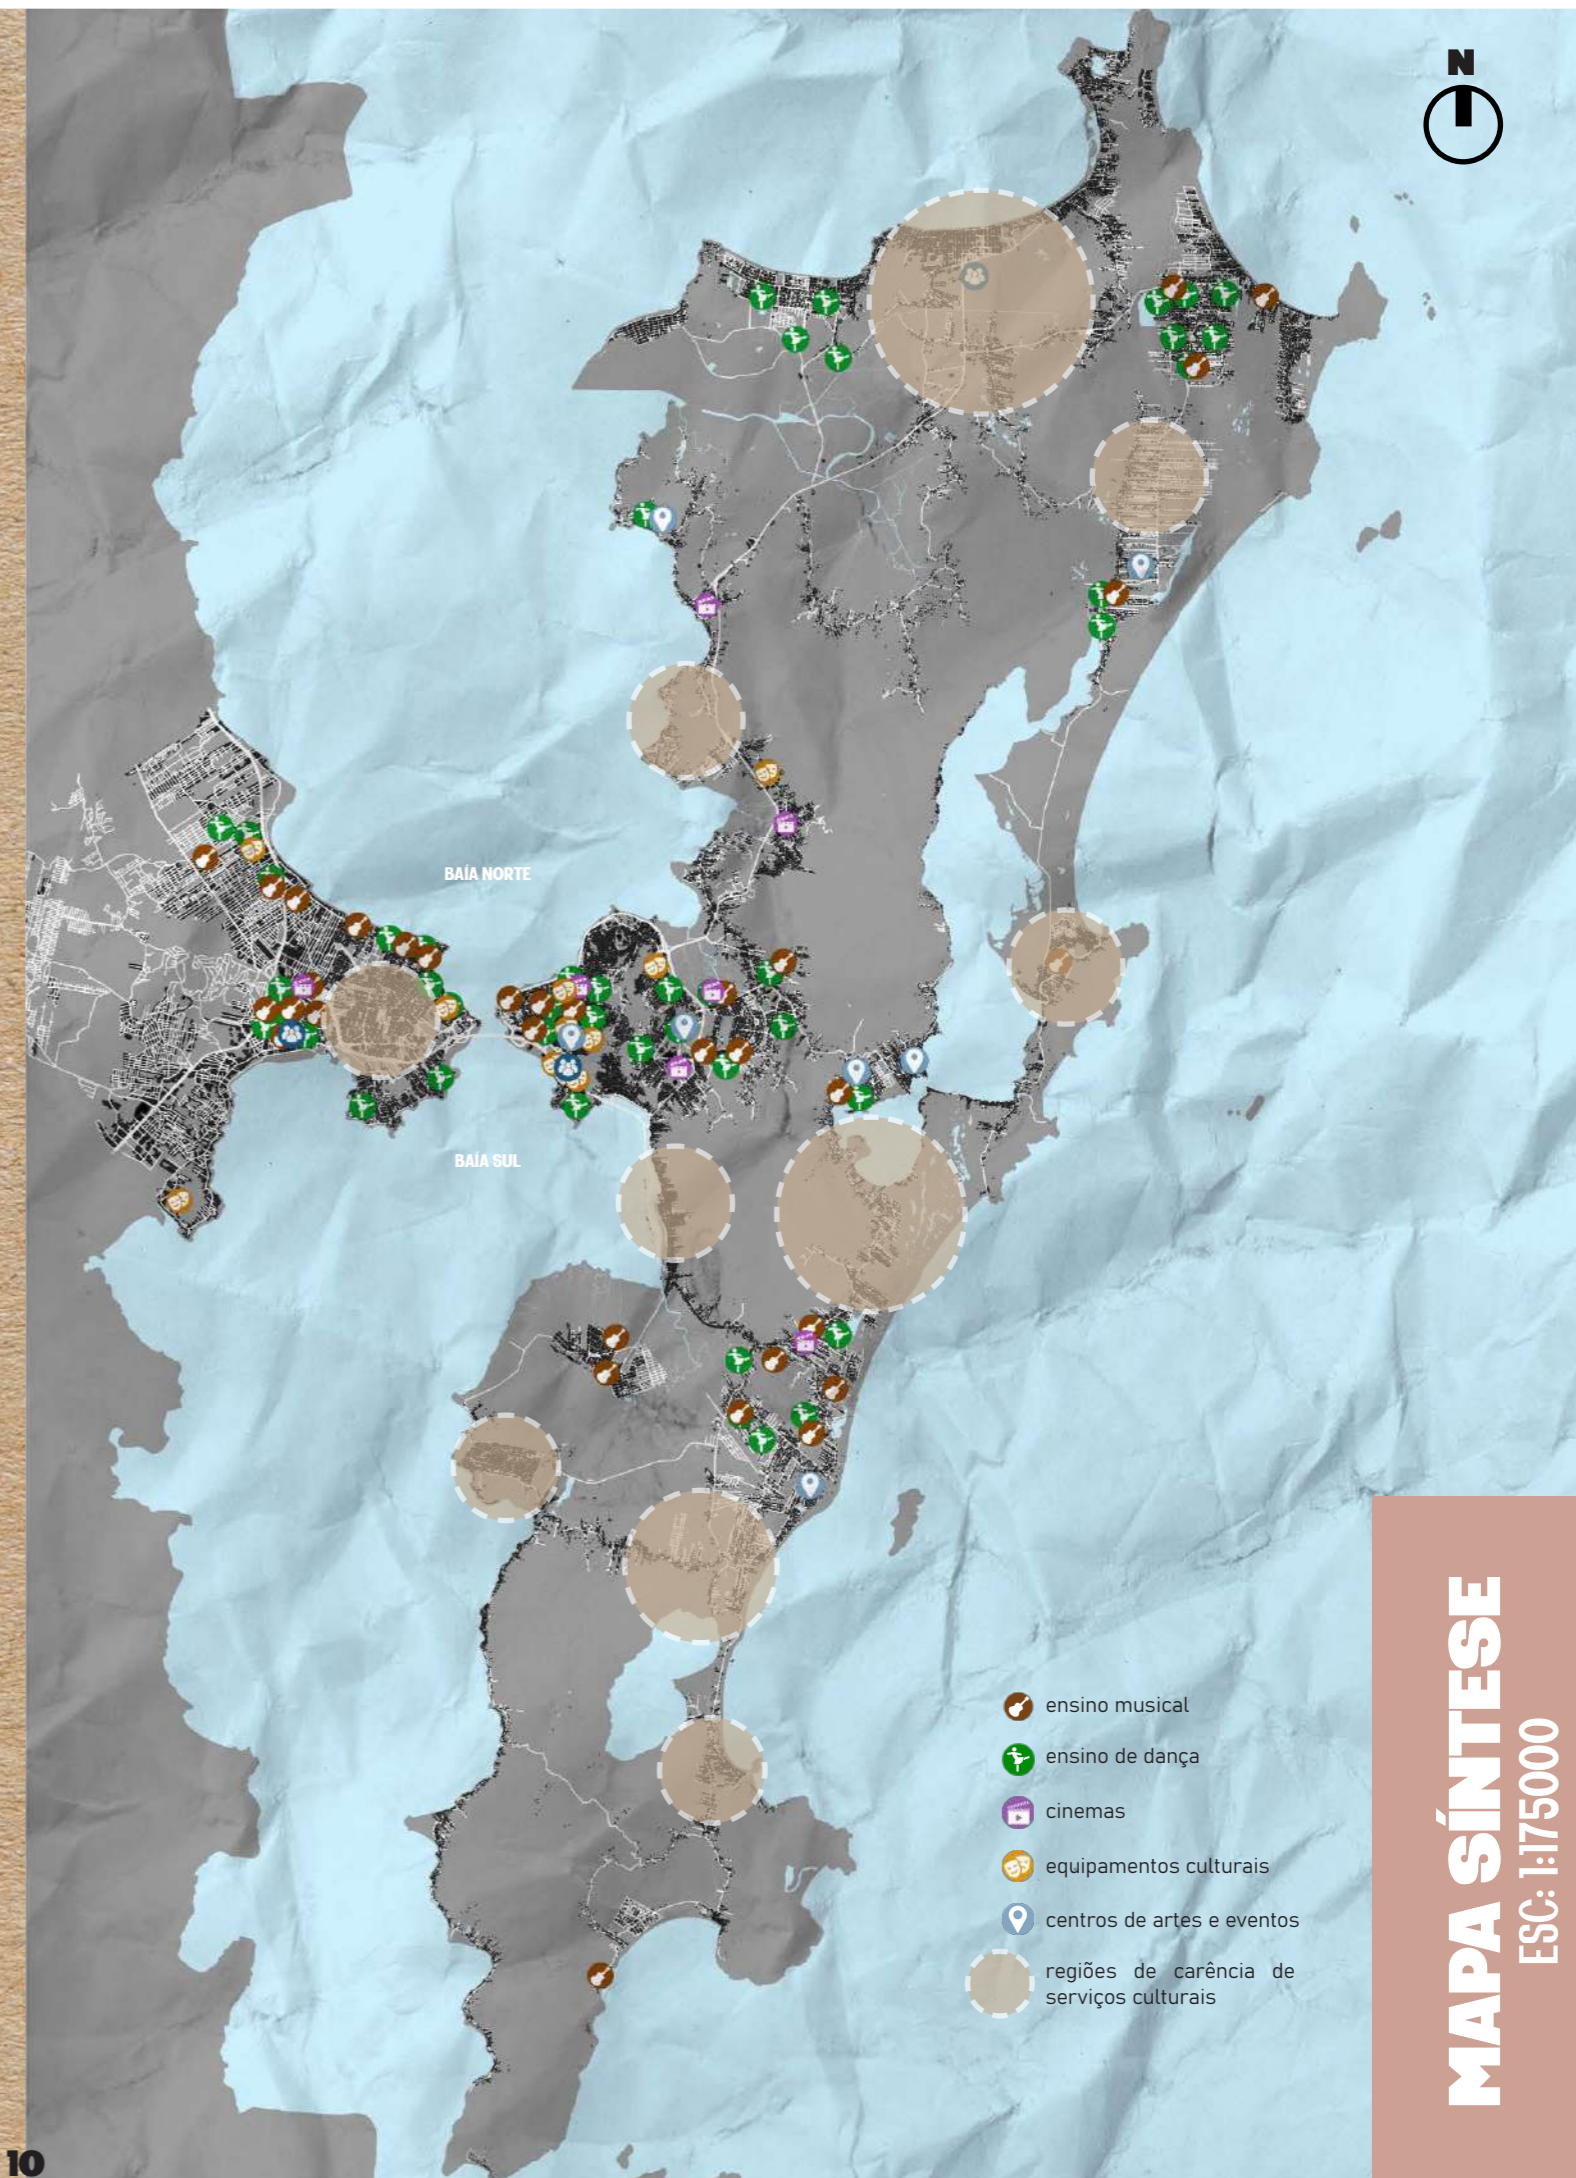 N
BAÍA NORTE
BAÍA SUL
ensino musical
ensino de dança
cinemas
equipamentos culturais
centros de artes e eventos
regiões de carência de
serviços culturais
MAPA SÍNTESE
ESC: 1:175000
10